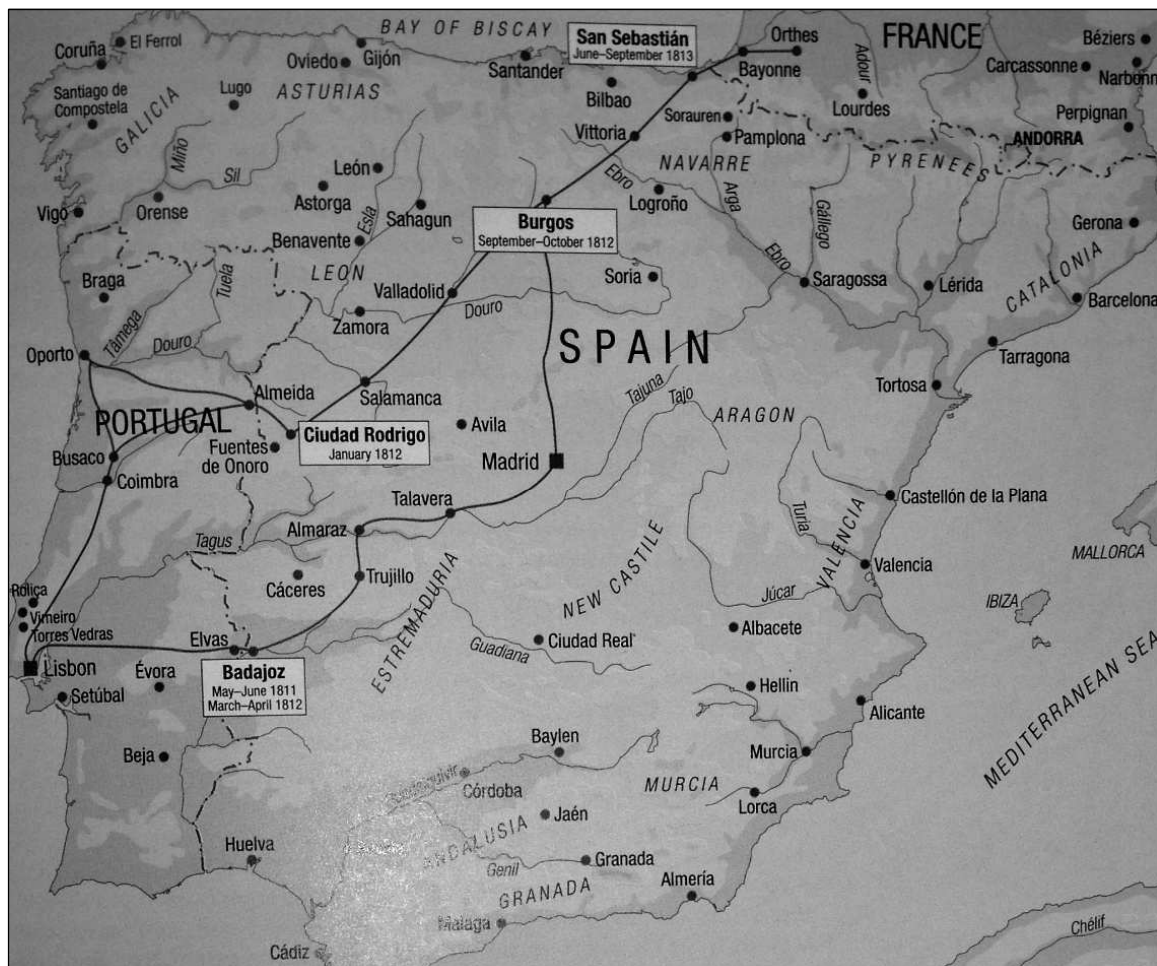 BAY OF BISCAY
San Sebastián
June–September 1813
Orthes
FRANCE
Béziers
El Ferrol
Coruña
Oviedo
Gijón
Santander
Bayonne
Adour
Carcassonne
Narbonn
Santiago de
Compostela
Lugo
ASTURIAS
Bilbao
Lourdes
GALICIA
Vittoria
Sorauren
Pamplona
Perpignan
ANDORRA
Miño
Sil
León
NAVARRE
PYRENEES
Vigo
Orense
Astorga
Esla
Sahagun
Ebro
Logroño
Arga
Gállego
Burgos
September–October 1812
Gerona
Benavente
Braga
Tuela
LEON
Valladolid
Soria
Ebro
Saragossa
Lérida
CATALONIA
Barcelona
Tâmega
Zamora
Douro
Douro
SPAIN
Oporto
Tarragona
Almeida
Salamanca
Tajuna
Tajo
Tortosa
PORTUGAL
Ciudad Rodrigo
January 1812
Avila
ARAGON
Busaco
Fuentes
de Onoro
Madrid
Coimbra
Talavera
Castellón de la Plana
Almaraz
Turia
VALENCIA
Tagus
MALLORCA
Cáceres
Trujillo
NEW CASTILE
Valencia
Roliça
Vimeiro
Torres Vedras
ESTREMADURIA
Júcar
IBIZA
Elvas
Guadiana
Ciudad Real
Albacete
Lisbon
Badajoz
May–June 1811
March–April 1812
Évora
Setúbal
Hellin
Alicante
MEDITERRANEAN SEA
Beja
Baylen
Murcia
Guadalquivir
Córdoba
MURCIA
Lorca
Jaén
ANDALUSIA
Huelva
Genil
Granada
GRANADA
Almería
Malaga
Cádiz
Chélif